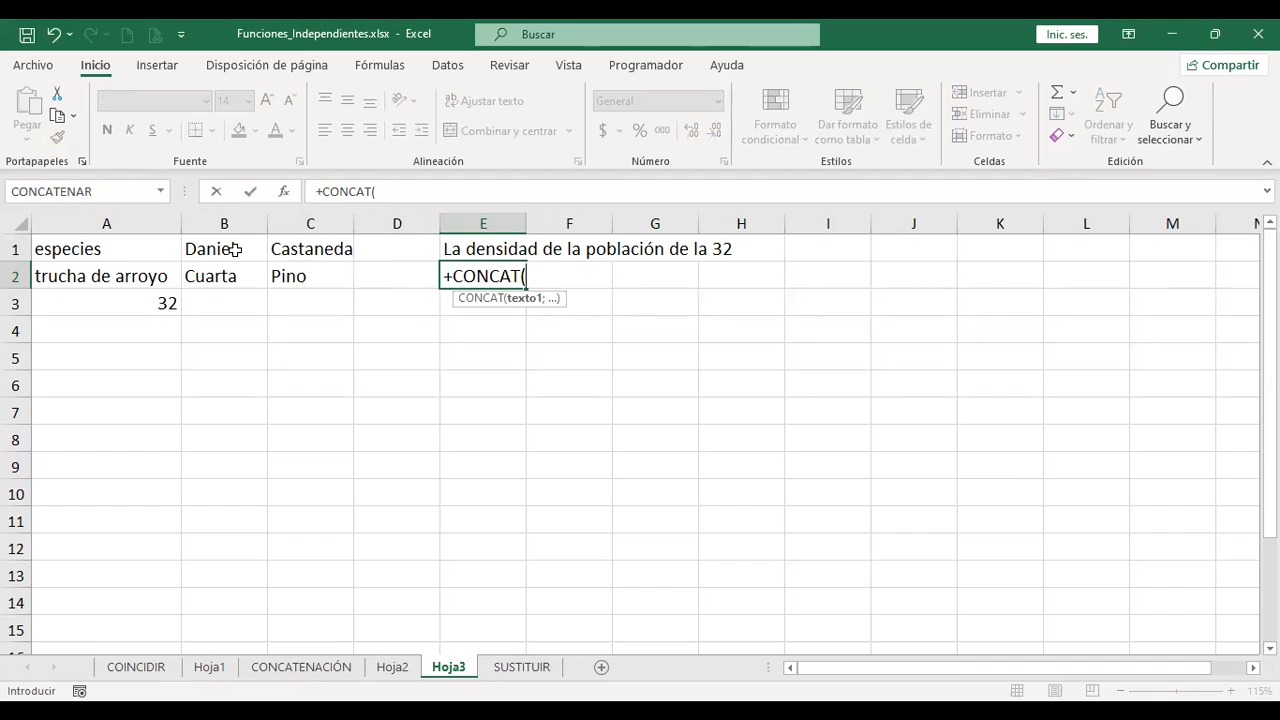 Funciones_Independientes.xlsx - Excel
Buscar
Inic. ses.
Archivo Inicio Insertar Disposición de página Fórmulas Datos Revisar Vista Programador Ayuda
Compartir
Pegar
14
A A
Ajustar texto
General
Insertar
Eliminar
Formato
N K S
A
Combinar y centrar
$ % 000
Formato condicional
Dar formato como tabla
Estilos de celda
Ordenar y filtrar
Buscar y seleccionar
Portapapeles Fuente Alineación Número Estilos Celdas Edición
CONCATENAR
fx
+CONCAT(
A B C D E F G H I J K L M N
1 especies Daniel Castaneda La densidad de la población de la 32
2 trucha de arroyo Cuarta Pino +CONCAT(
CONCAT(texto1; ...)
3 32
4
5
6
7
8
9
10
11
12
13
14
15
COINCIDIR Hoja1 CONCATENACIÓN Hoja2 Hoja3 SUSTITUIR
Introducir
115%